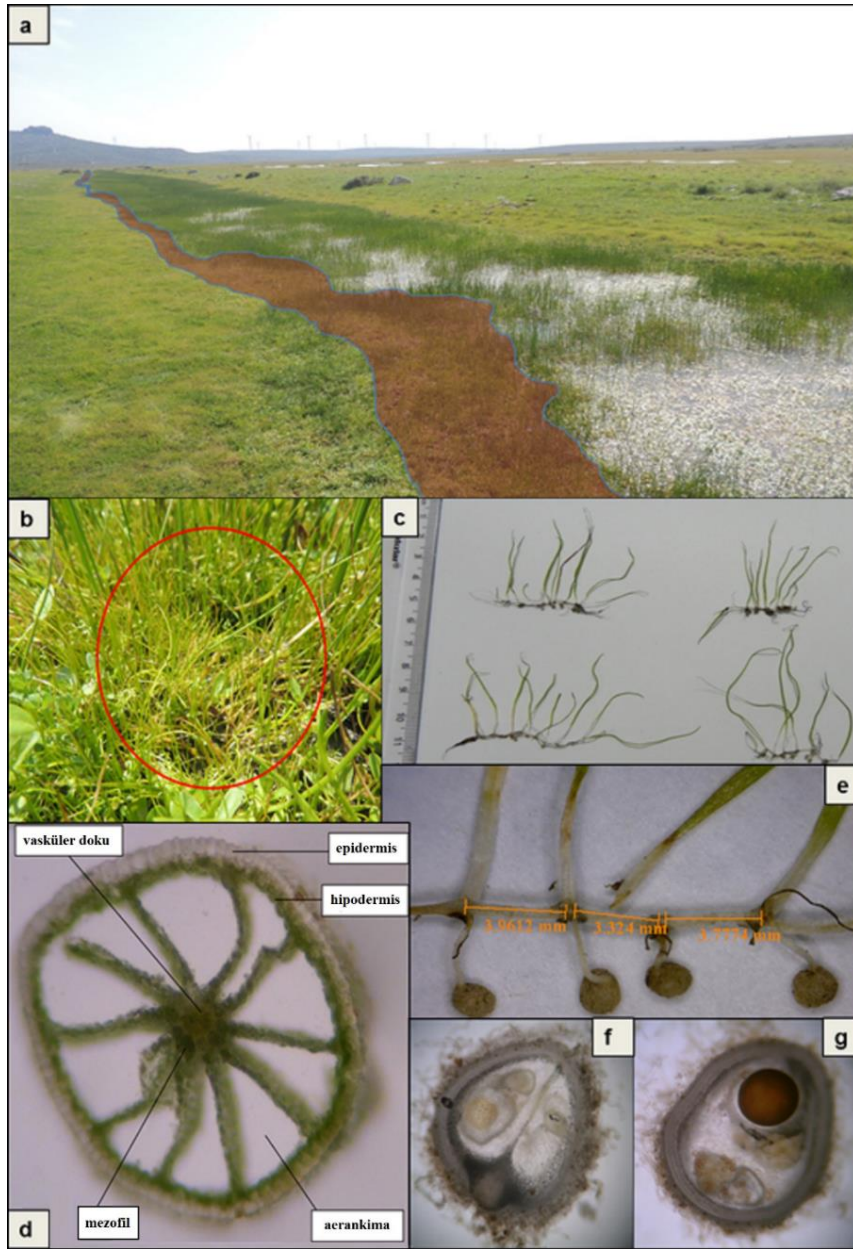 a
b
c
e
3.324 mm
vasküler doku
epidermis
hipodermis
mezofil
aerankima
d
f
g